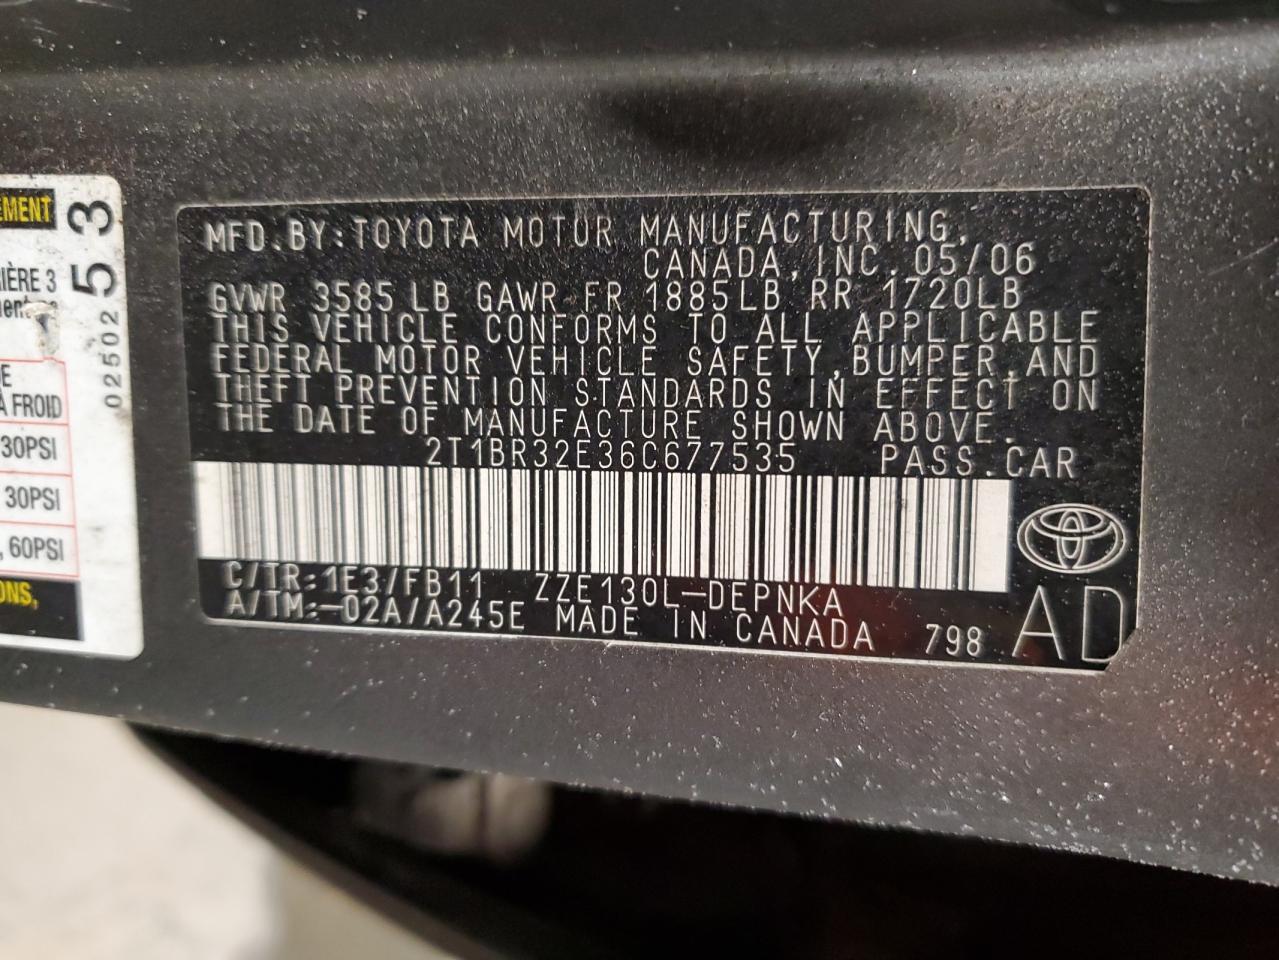 EMENT
IÈRE 3
E
À FROID
30PSI
30PSI
, 60PSI
ONS,
02502 53
MFD.BY:TOYOTA MOTOR MANUFACTURING,
CANADA, INC. 05/06
GVWR 3585LB GAWR FR 1885LB RR 1720LB
THIS VEHICLE CONFORMS TO ALL APPLICABLE
FEDERAL MOTOR VEHICLE SAFETY,BUMPER,AND
THEFT PREVENTION STANDARDS IN EFFECT ON
THE DATE OF MANUFACTURE SHOWN ABOVE.
2T1BR32E36C677535 PASS.CAR
C/TR:1E3/FB11 ZZE130L-DEPNKA
A/TM:-02A/A245E MADE IN CANADA 798 AD